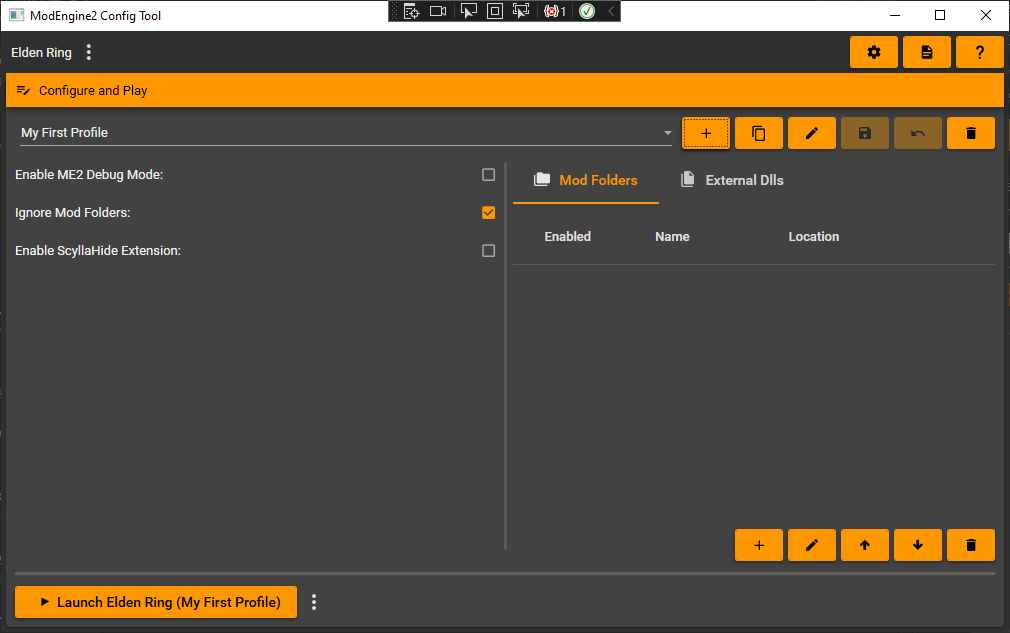 ModEngine2 Config Tool
1
Elden Ring
?
Configure and Play
My First Profile
Enable ME2 Debug Mode:
Ignore Mod Folders:
Enable ScyllaHide Extension:
Mod Folders
External Dlls
Enabled Name Location
Launch Elden Ring (My First Profile)